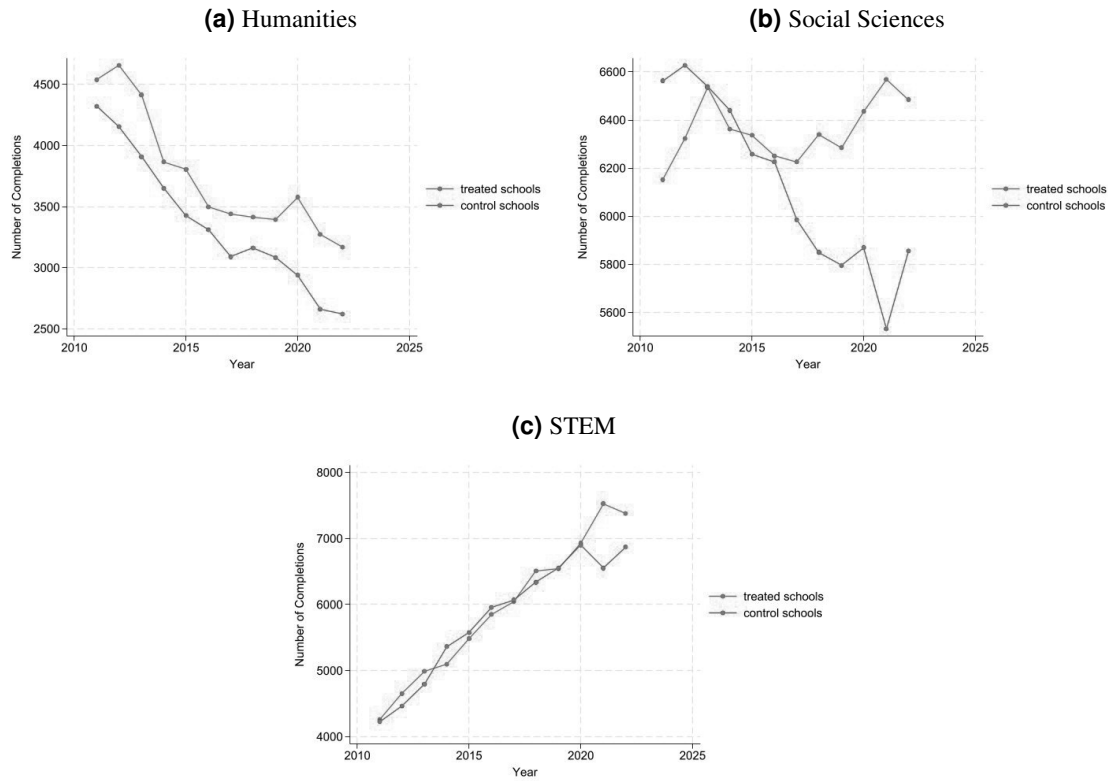 (a) Humanities
4500
4000
3500
3000
2500
Number of Completions
2010 2015 2020 2025
Year
treated schools
control schools
(b) Social Sciences
6600
6400
6200
6000
5800
5600
Number of Completions
2010 2015 2020 2025
Year
treated schools
control schools
(c) STEM
8000
7000
6000
5000
4000
Number of Completions
2010 2015 2020 2025
Year
treated schools
control schools